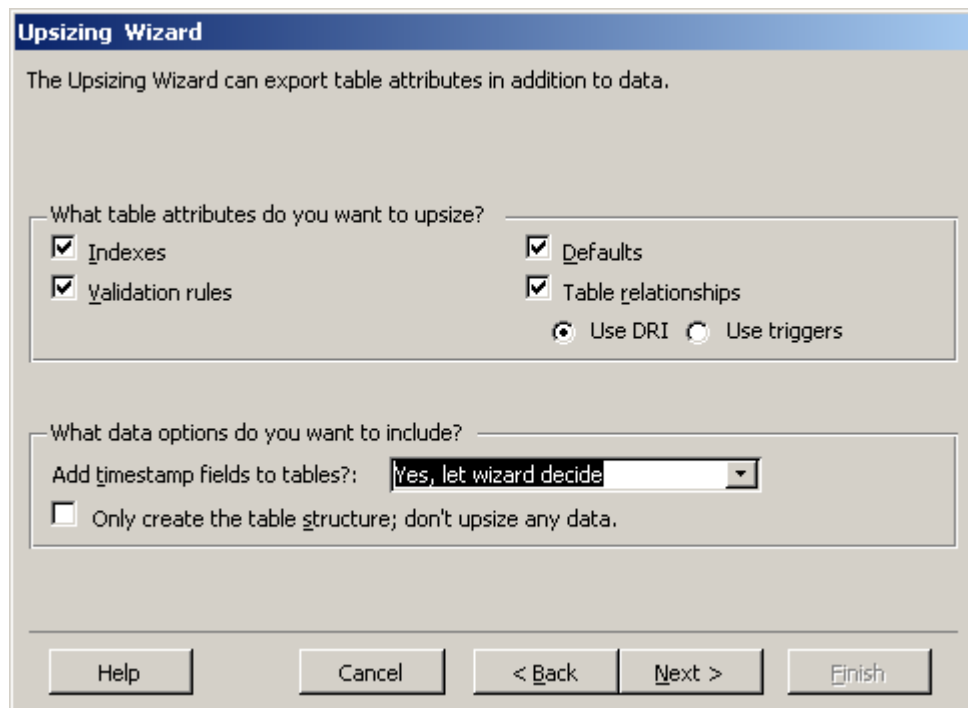 Upsizing Wizard
The Upsizing Wizard can export table attributes in addition to data.
What table attributes do you want to upsize?
Indexes
Defaults
Validation rules
Table relationships
Use DRI
Use triggers
What data options do you want to include?
Add timestamp fields to tables?:
Yes, let wizard decide
Only create the table structure; don't upsize any data.
Help
Cancel
< Back
Next >
Finish